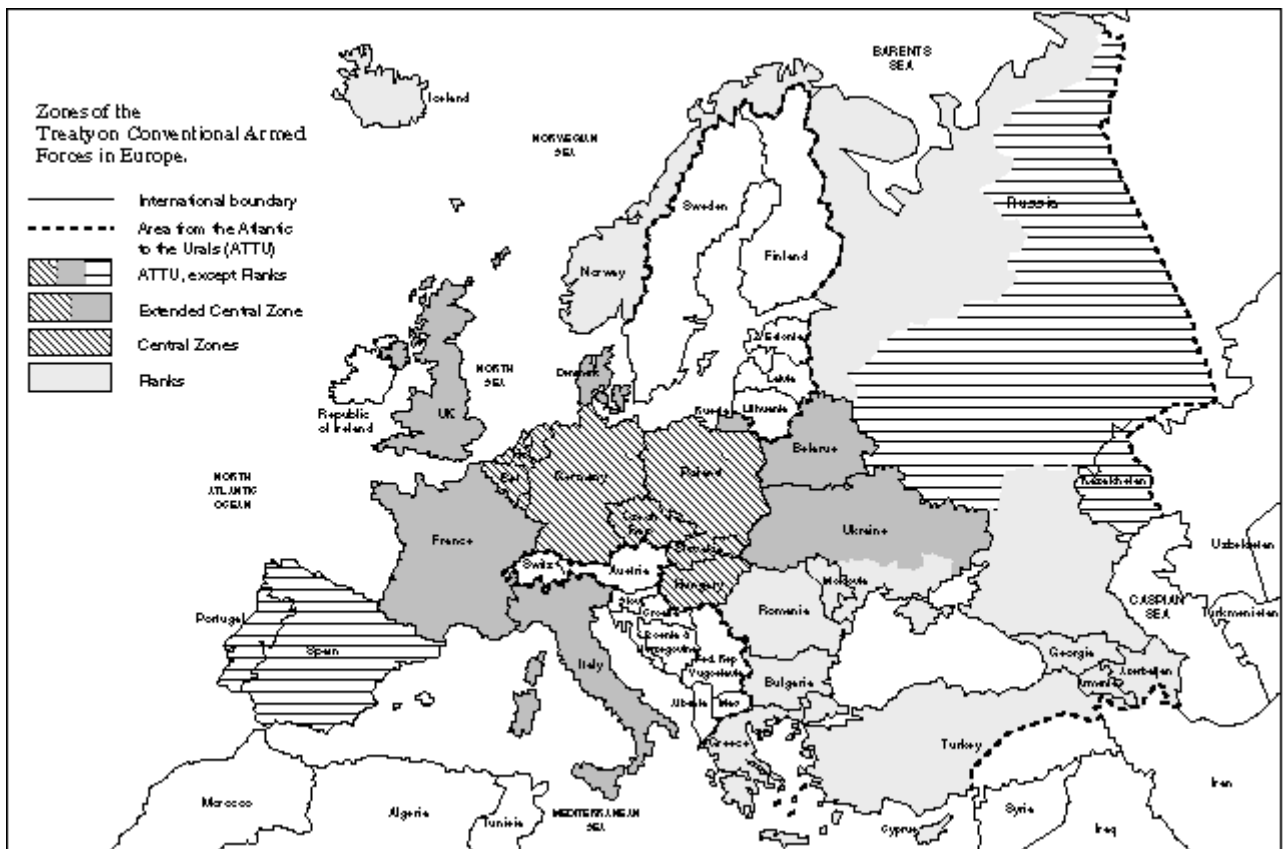 Zones of the
Treaty on Conventional Armed
Forces in Europe.
International boundary
Area from the Atlantic
to the Urals (ATTU)
ATTU, except Flanks
Extended Central Zone
Central Zones
Flanks
Iceland
BARENTS
SEA
NORWEGIAN
SEA
Russia
Sweden
Finland
Norway
Estonia
Latvia
Lithuania
Russia
NORTH
SEA
Denmark
Republic
of Ireland
UK
Belarus
Bel
Germany
Poland
Kazakhstan
NORTH
ATLANTIC
OCEAN
Czech
Rep
Slovakia
Ukraine
France
Switz
Austria
Hungary
Moldova
Uzbekistan
Slov
Croatia
Romania
CASPIAN
SEA
Turkmenistan
Portugal
Spain
Bosnia &
Herzegovina
Italy
Fed. Rep
Yugoslavia
Georgia
Bulgaria
Armenia
Azerbaijan
Albania
Mac
Greece
Turkey
Morocco
Algeria
Tunisia
MEDITERRANEAN
SEA
Cyprus
Syria
Iraq
Iran